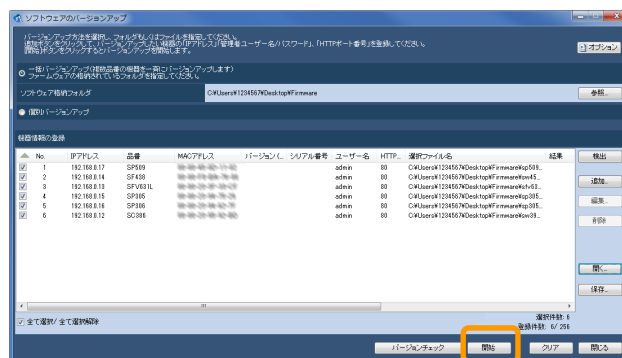 ソフトウェアのバージョンアップ
バージョンアップ方法を選択し、フォルダもしくはファイルを指定してください。
追加ボタンをクリックして、バージョンアップしたい機器の「IPアドレス」「管理者ユーザー名/パスワード」、「HTTPポート番号」を登録してください。
開始ボタンをクリックするとバージョンアップを開始します。
オプション
一括バージョンアップ(複数品番の機器を一斉にバージョンアップします)
ファームウェアの格納されているフォルダを指定してください。
ソフトウェア格納フォルダ C:¥Users¥1234567¥Desktop¥Firmware 参照...
個別バージョンアップ
機器情報の登録
No. IPアドレス 品番 MACアドレス バージョン(... シリアル番号 ユーザー名 HTTP... 選択ファイル名 結果
1 192.168.0.17 SP509 admin 80 C:¥Users¥1234567¥Desktop¥Firmware¥sp509...
2 192.168.0.14 SF438 admin 80 C:¥Users¥1234567¥Desktop¥Firmware¥sw45...
3 192.168.0.13 SFV631L admin 80 C:¥Users¥1234567¥Desktop¥Firmware¥sfv63...
4 192.168.0.15 SP305 admin 80 C:¥Users¥1234567¥Desktop¥Firmware¥sp305...
5 192.168.0.16 SP306 admin 80 C:¥Users¥1234567¥Desktop¥Firmware¥sp305...
6 192.168.0.12 SC386 admin 80 C:¥Users¥1234567¥Desktop¥Firmware¥sw39...
検出
追加...
編集...
削除
開く...
保存...
全て選択/全て選択解除
選択件数: 6
登録件数: 6/ 256
バージョンチェック 開始 クリア 閉じる